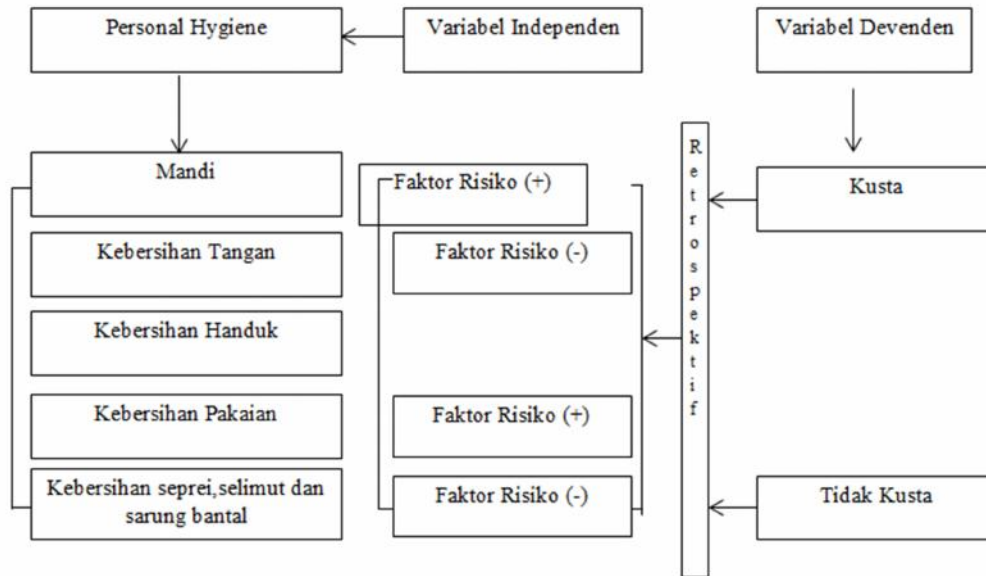 Personal Hygiene
Variabel Independen
Variabel Devenden
Mandi
Faktor Risiko (+)
Retrospektif
Kusta
Kebersihan Tangan
Faktor Risiko (-)
Kebersihan Handuk
Kebersihan Pakaian
Faktor Risiko (+)
Kebersihan seprei,selimut dan
sarung bantal
Faktor Risiko (-)
Tidak Kusta